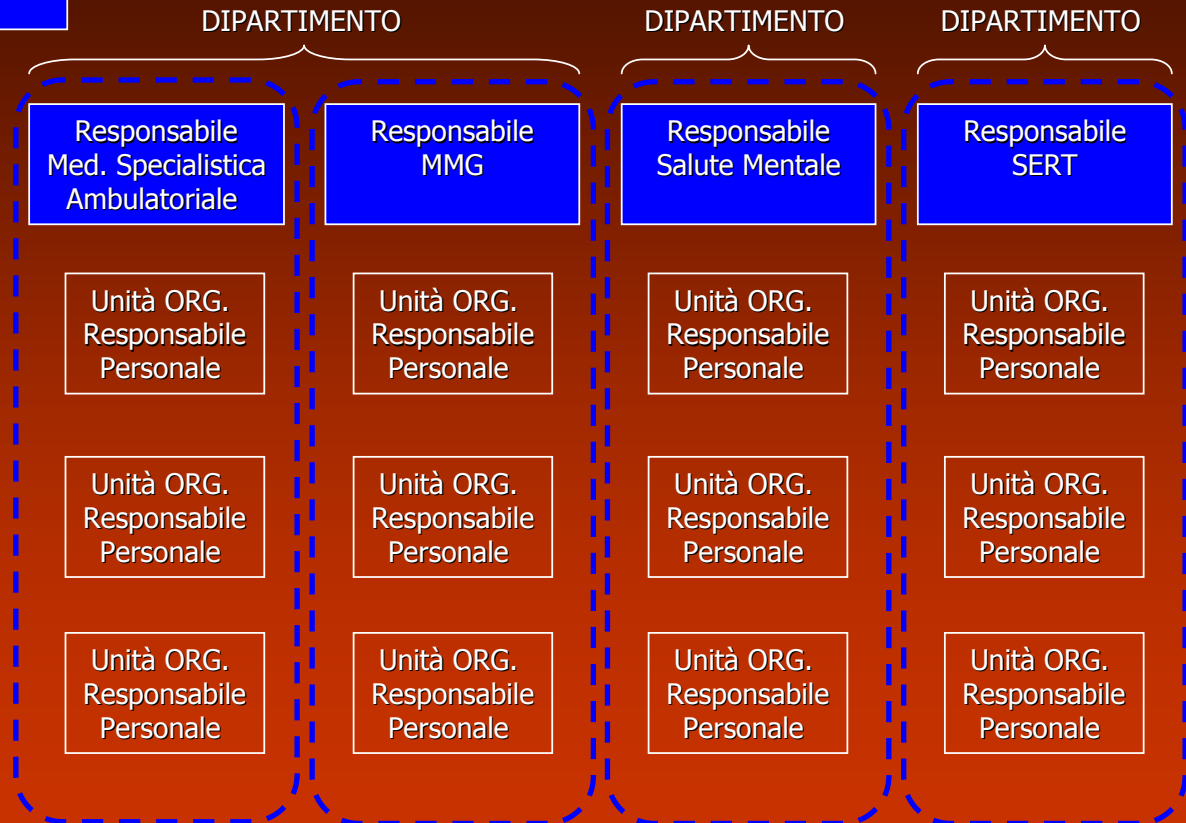 DIPARTIMENTO
DIPARTIMENTO
DIPARTIMENTO
Responsabile
Med. Specialistica
Ambulatoriale
Responsabile
MMG
Responsabile
Salute Mentale
Responsabile
SERT
Unità ORG.
Responsabile
Personale
Unità ORG.
Responsabile
Personale
Unità ORG.
Responsabile
Personale
Unità ORG.
Responsabile
Personale
Unità ORG.
Responsabile
Personale
Unità ORG.
Responsabile
Personale
Unità ORG.
Responsabile
Personale
Unità ORG.
Responsabile
Personale
Unità ORG.
Responsabile
Personale
Unità ORG.
Responsabile
Personale
Unità ORG.
Responsabile
Personale
Unità ORG.
Responsabile
Personale